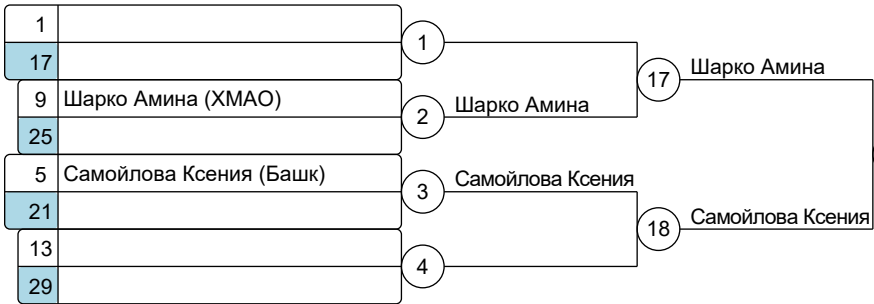 1
17
1
9 Шарко Амина (ХМАО)
25
2 Шарко Амина
17 Шарко Амина
5 Самойлова Ксения (Башк)
21
3 Самойлова Ксения
13
29
4
18 Самойлова Ксения